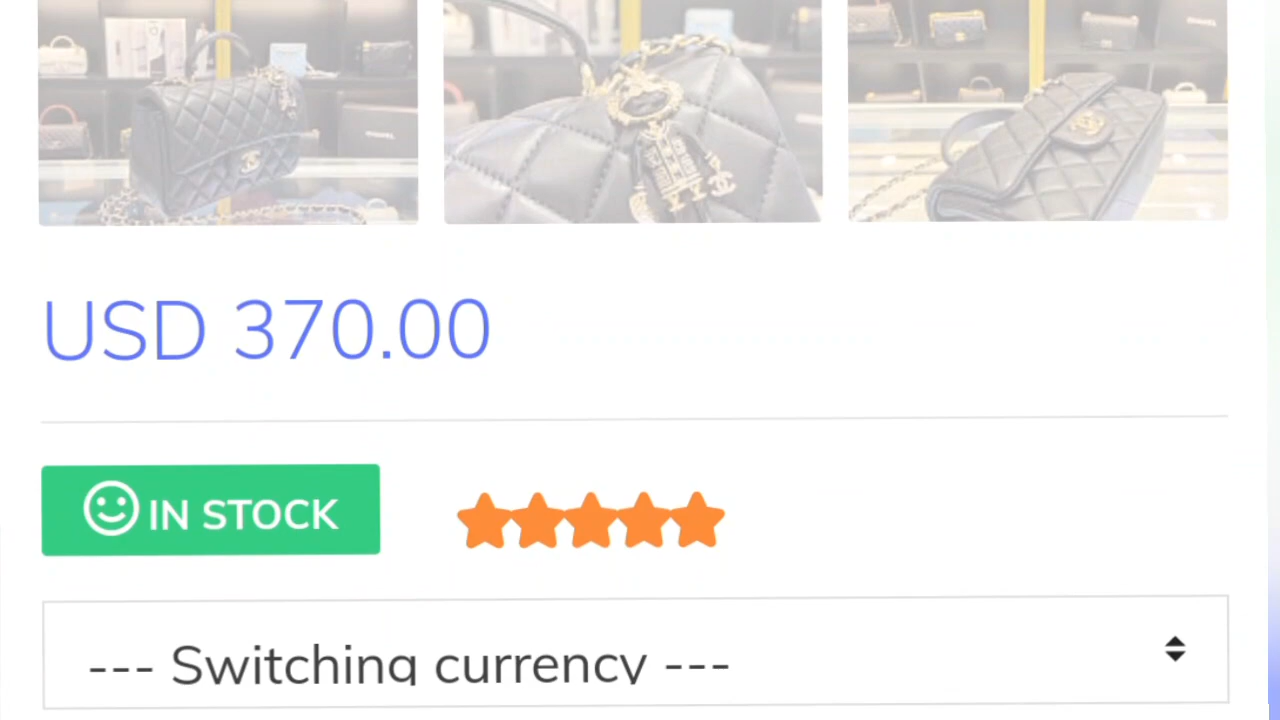 USD 370.00
IN STOCK
--- Switching currency ---